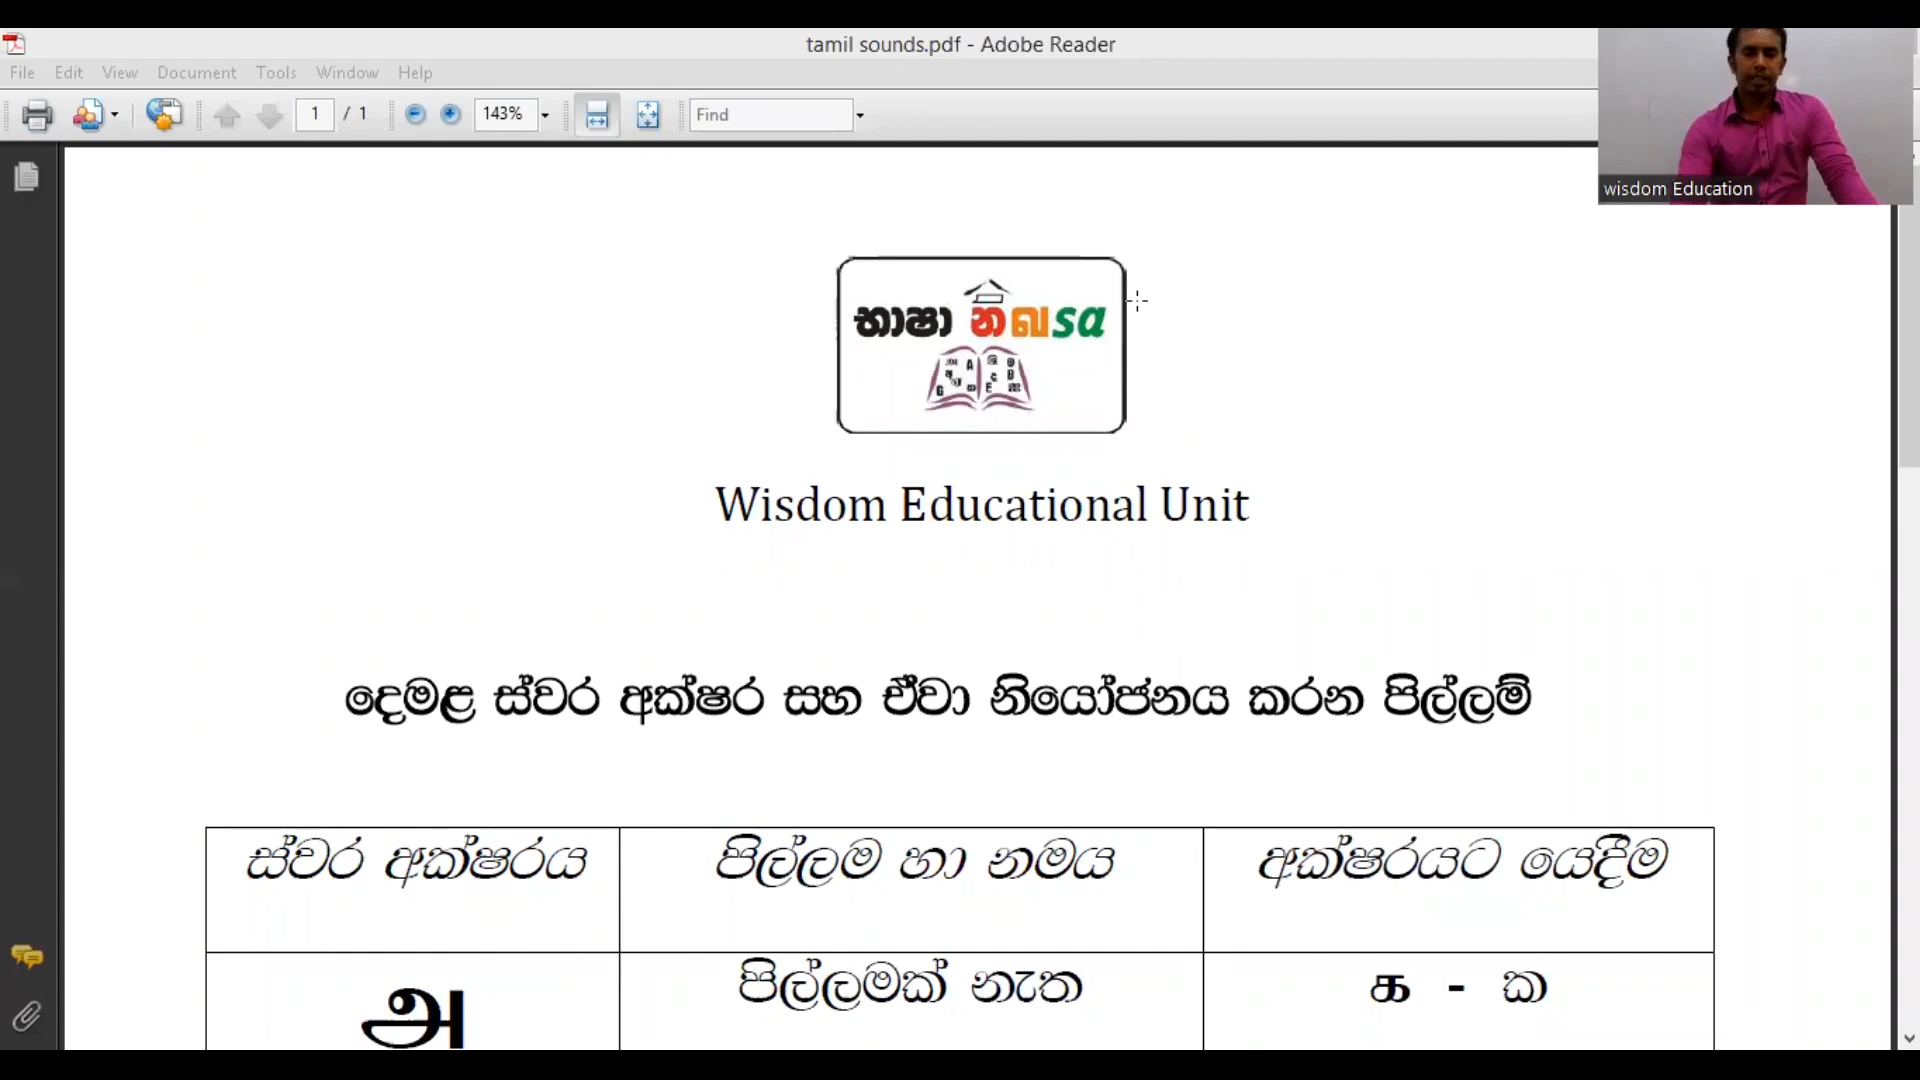 tamil sounds.pdf - Adobe Reader
File Edit View Document Tools Window Help
1 / 1 143% Find
wisdom Education
Wisdom Educational Unit
දෙමළ ස්වර අක්ෂර සහ ඒවා නියෝජනය කරන පිල්ලම්
ස්වර අක්ෂරය පිල්ලම හා නමය අක්ෂරයට යෙදීම
அ පිල්ලමක් නැත க - ක